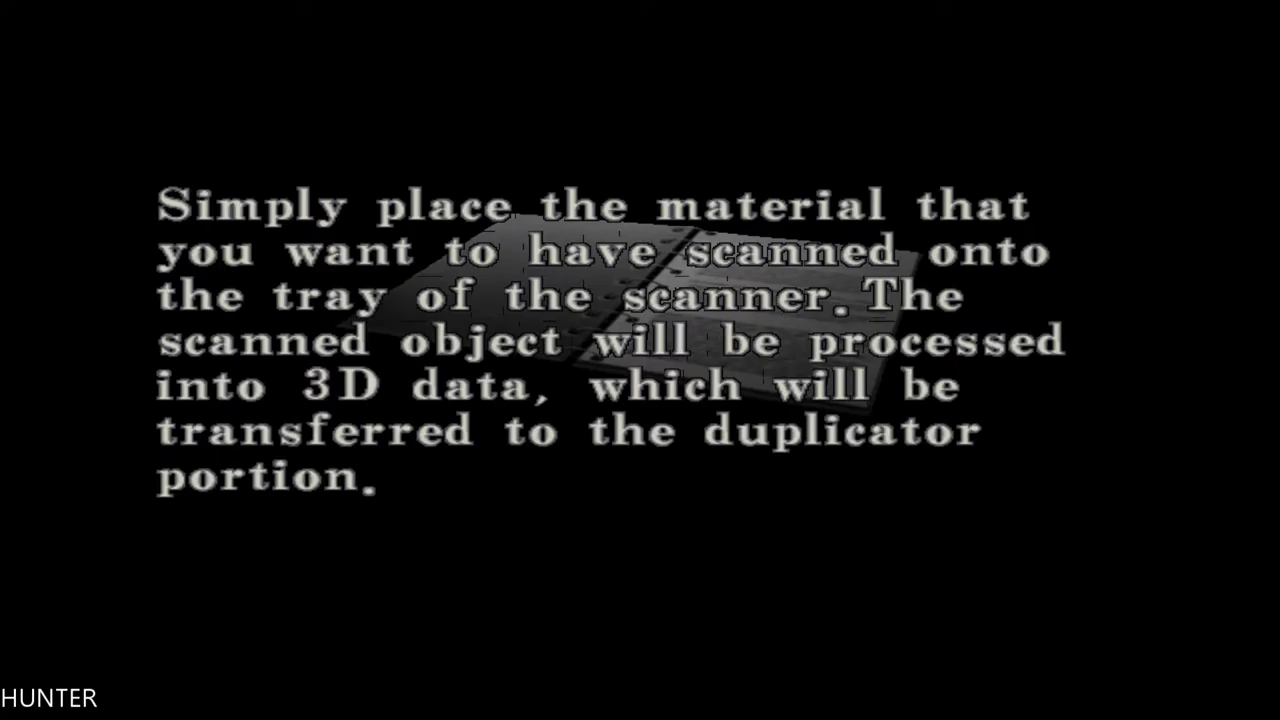 Simply place the material that
you want to have scanned onto
the tray of the scanner.The
scanned object will be processed
into 3D data, which will be
transferred to the duplicator
portion.
HUNTER